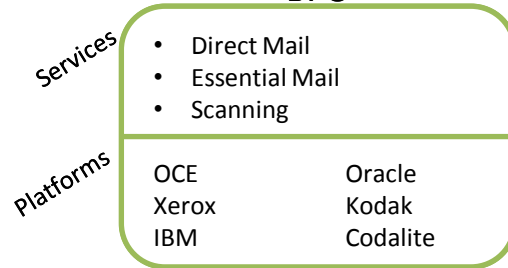 Services
• Direct Mail
• Essential Mail
• Scanning
Platforms
OCE Oracle
Xerox Kodak
IBM Codalite